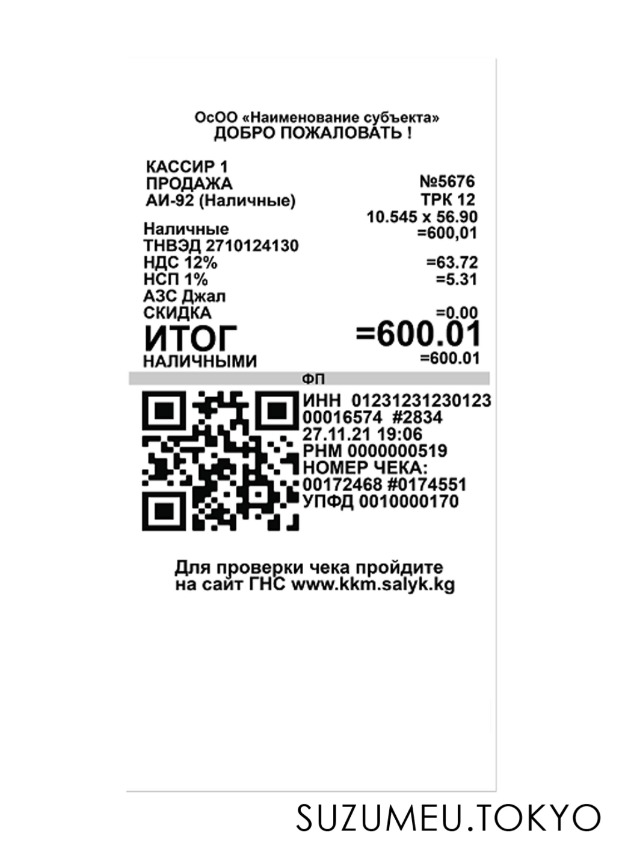 ОсОО «Наименование субъекта»
ДОБРО ПОЖАЛОВАТЬ !
КАССИР 1
ПРОДАЖА №5676
АИ-92 (Наличные) ТРК 12
10.545 x 56.90
Наличные =600,01
ТНВЭД 2710124130
НДС 12% =63.72
НСП 1% =5.31
АЗС Джал
СКИДКА =0.00
ИТОГ =600.01
НАЛИЧНЫМИ =600.01
ФП
ИНН 01231231230123
00016574 #2834
27.11.21 19:06
РНМ 0000000519
НОМЕР ЧЕКА:
00172468 #0174551
УПФД 0010000170
Для проверки чека пройдите
на сайт ГНС www.kkm.salyk.kg
SUZUMEU.TOKYO